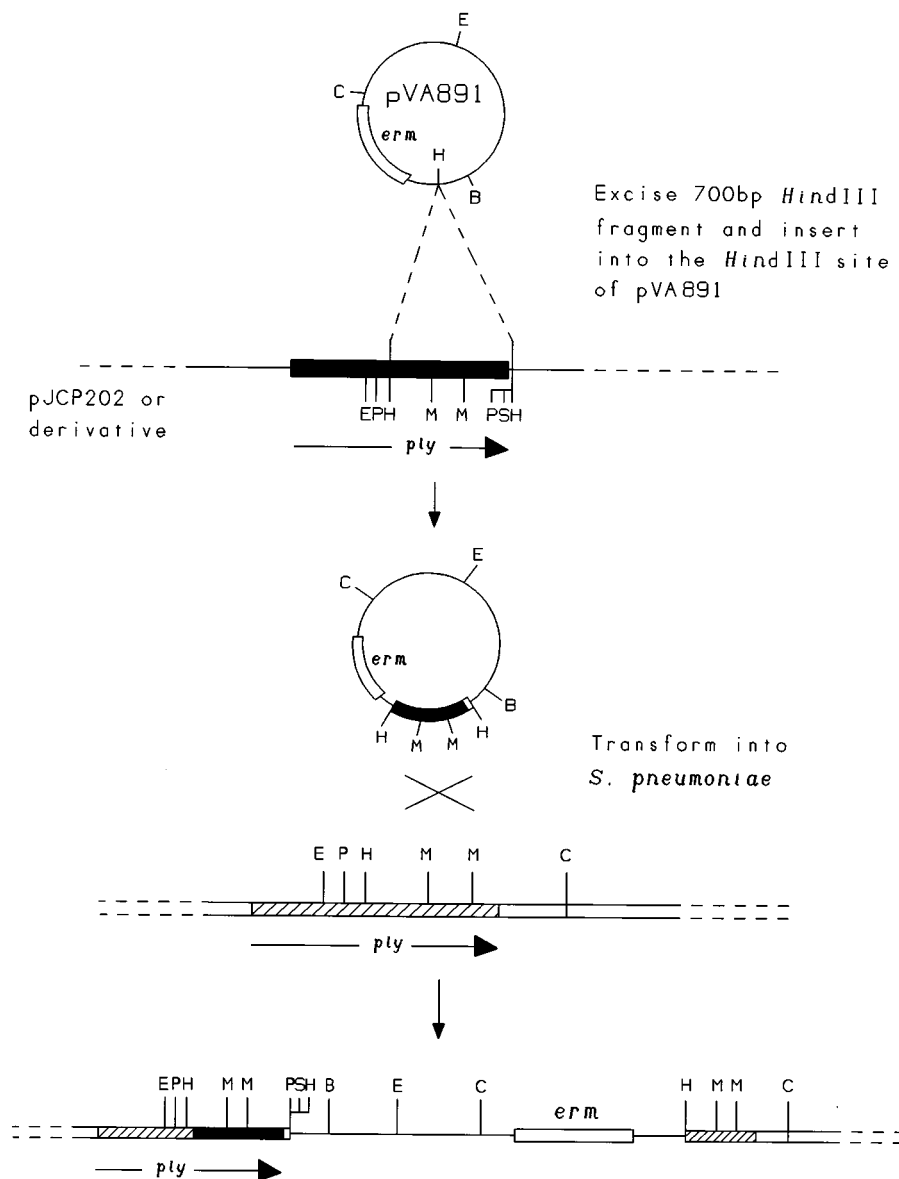 E
C
pVA891
erm
H
B
Excise 700bp HindIII
fragment and insert
into the HindIII site
of pVA891
pJCP202 or
derivative
EPH M M PSH
ply
E
C
erm
B
H M M H
Transform into
S. pneumoniae
E P H M M C
ply
EPH M M PSH B E C erm H M M C
ply